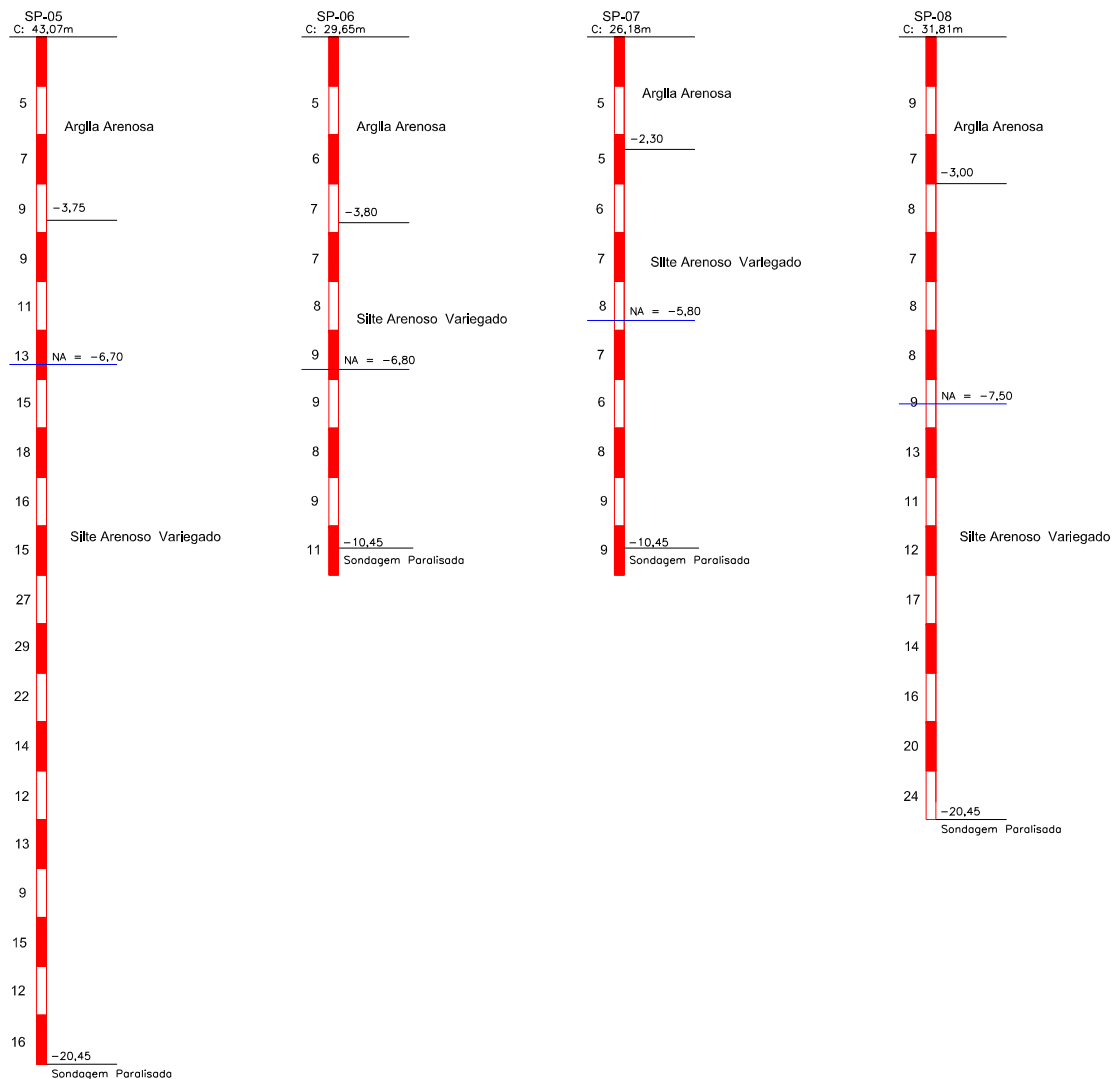 SP-05
C: 43,07m
5
Argila Arenosa
7
9
-3,75
9
11
13
NA = -6,70
15
18
16
Silte Arenoso Variegado
15
27
29
22
14
12
13
9
15
12
16
-20,45
Sondagem Paralisada
SP-06
C: 29,65m
5
Argila Arenosa
6
7
-3,80
7
8
Silte Arenoso Variegado
9
NA = -6,80
9
8
9
11
-10,45
Sondagem Paralisada
SP-07
C: 26,18m
Argila Arenosa
5
-2,30
5
6
7
Silte Arenoso Variegado
8
NA = -5,80
7
6
8
9
9
-10,45
Sondagem Paralisada
SP-08
C: 31,81m
9
Argila Arenosa
7
-3,00
8
7
8
8
9
NA = -7,50
13
11
Silte Arenoso Variegado
12
17
14
16
20
24
-20,45
Sondagem Paralisada